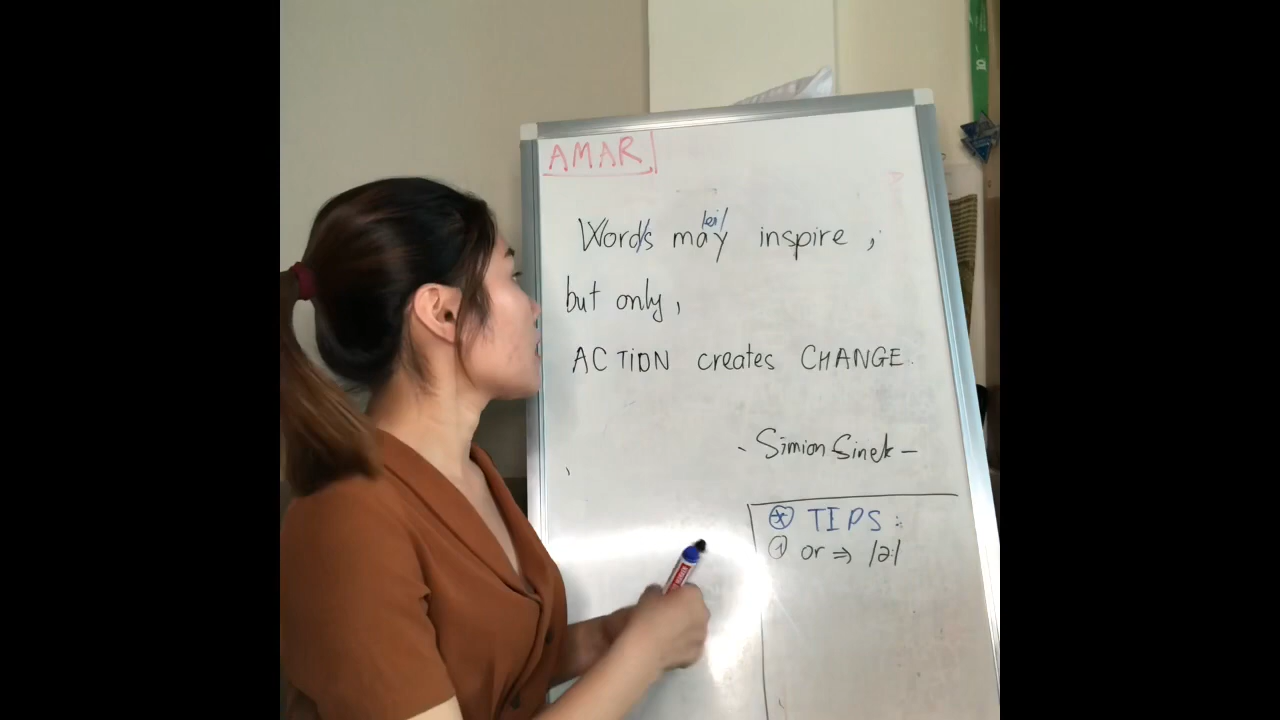 AMAR
/ei/
Words may inspire,
but only,
ACTION creates CHANGE.
- Simion Sinek -
* TIPS:
1 or ⇒ /ə/